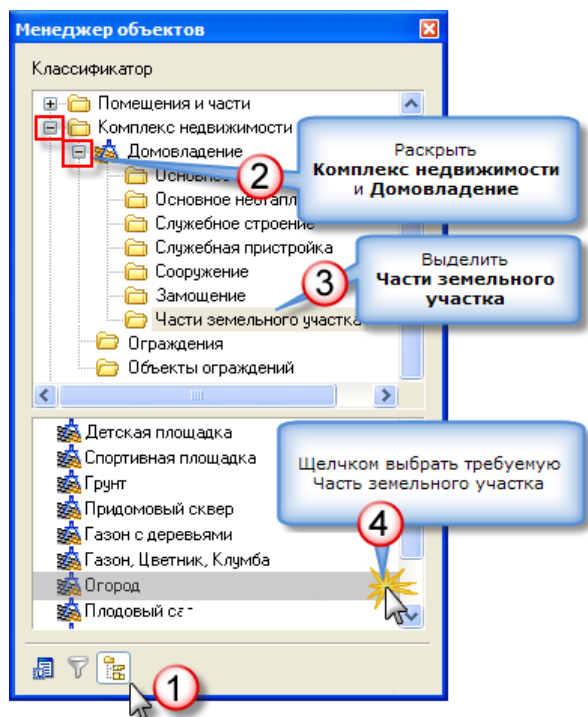 Менеджер объектов
Классификатор
Помещения и части
Комплекс недвижимости
Домовладение
Основное
Основное
Служебное строение
Служебная пристройка
Сооружение
Замощение
Части земельного участка
Ограждения
Объекты ограждений
2
Раскрыть
Комплекс недвижимости
и Домовладение
3
Выделить
Части земельного
участка
Детская площадка
Спортивная площадка
Грунт
Придомовый сквер
Газон с деревьями
Газон, Цветник, Клумба
Огород
Плодовый
Щелчком выбрать требуемую
Часть земельного участка
4
1